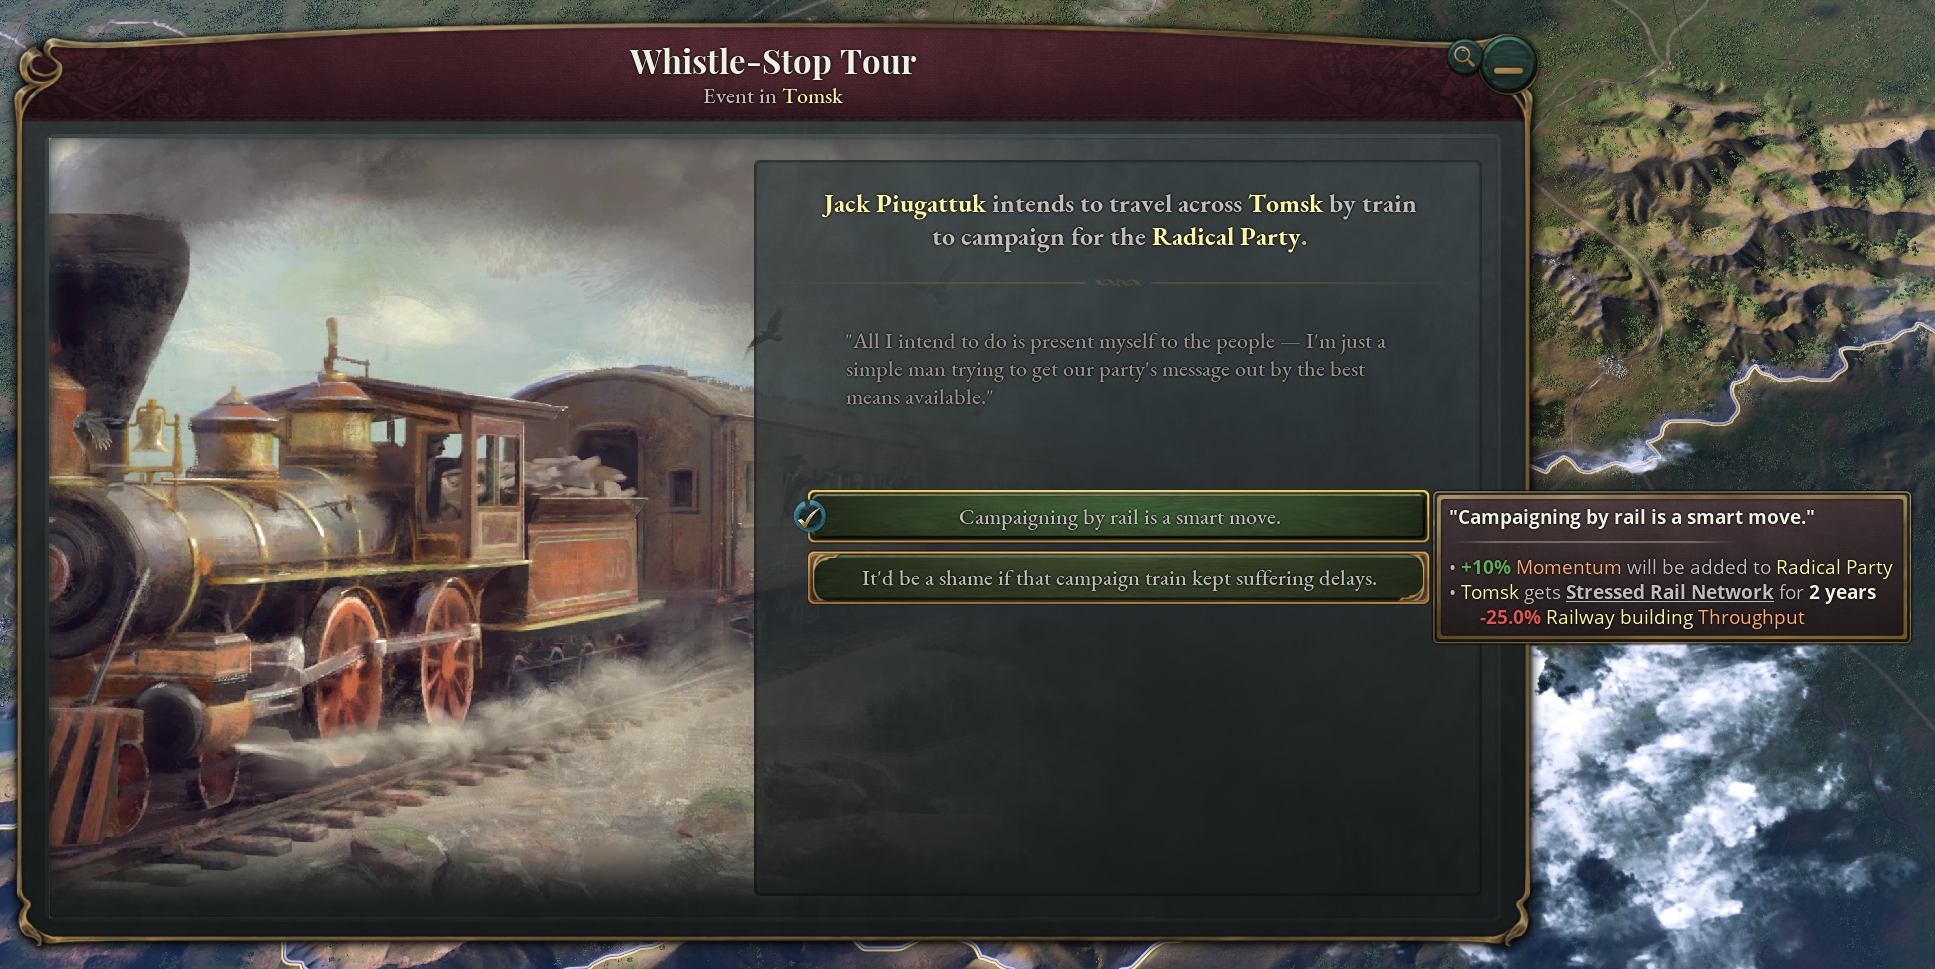 Whistle-Stop Tour
Event in Tomsk
Jack Piugattuk intends to travel across Tomsk by train
to campaign for the Radical Party.
"All I intend to do is present myself to the people — I'm just a
simple man trying to get our party's message out by the best
means available."
Campaigning by rail is a smart move.
It'd be a shame if that campaign train kept suffering delays.
"Campaigning by rail is a smart move."
• +10% Momentum will be added to Radical Party
• Tomsk gets Stressed Rail Network for 2 years
-25.0% Railway building Throughput